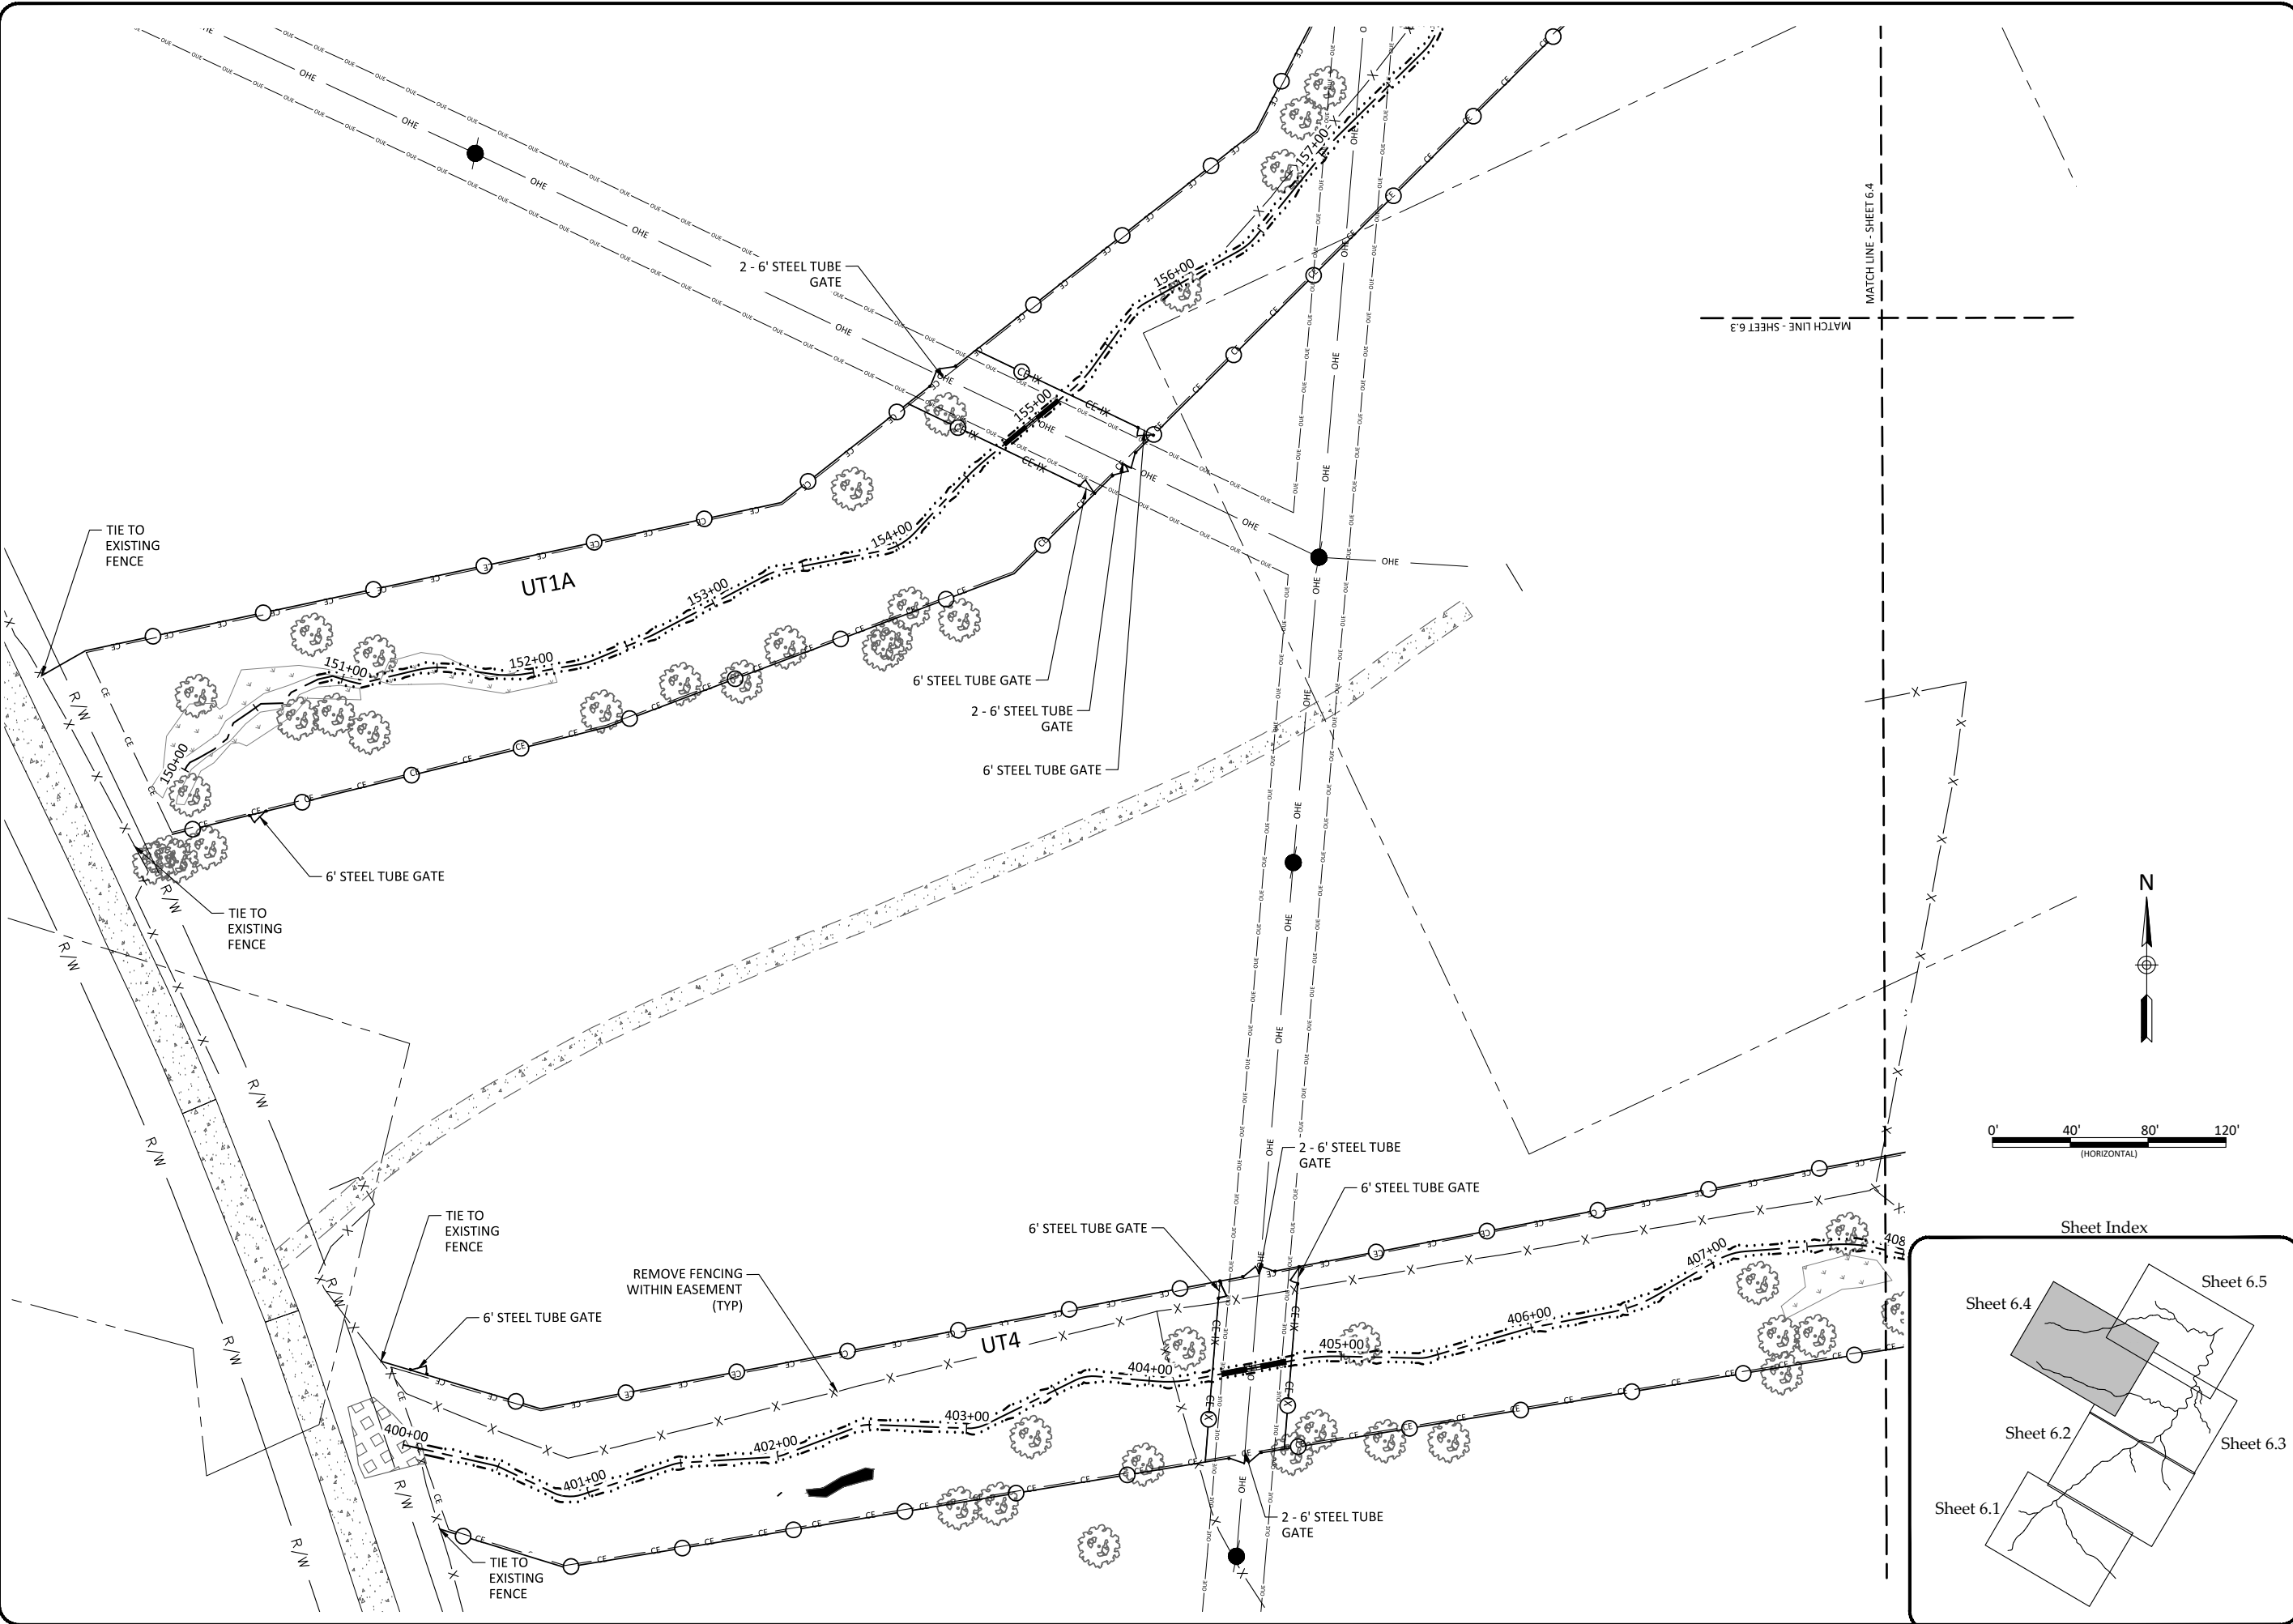 2 - 6' STEEL TUBE
GATE
TIE TO
EXISTING
FENCE
UT1A
150+00
151+00
152+00
153+00
154+00
155+00
156+00
157+00
OHE
OUE
CE
CE-IX
R/W
X
6' STEEL TUBE GATE
2 - 6' STEEL TUBE
GATE
6' STEEL TUBE GATE
6' STEEL TUBE GATE
TIE TO
EXISTING
FENCE
MATCH LINE - SHEET 6.4
MATCH LINE - SHEET 6.3
N
0' 40' 80' 120'
(HORIZONTAL)
2 - 6' STEEL TUBE
GATE
6' STEEL TUBE GATE
6' STEEL TUBE GATE
TIE TO
EXISTING
FENCE
REMOVE FENCING
WITHIN EASEMENT
(TYP)
6' STEEL TUBE GATE
UT4
400+00
401+00
402+00
403+00
404+00
405+00
406+00
407+00
408
2 - 6' STEEL TUBE
GATE
TIE TO
EXISTING
FENCE
Sheet Index
Sheet 6.5
Sheet 6.4
Sheet 6.2
Sheet 6.3
Sheet 6.1